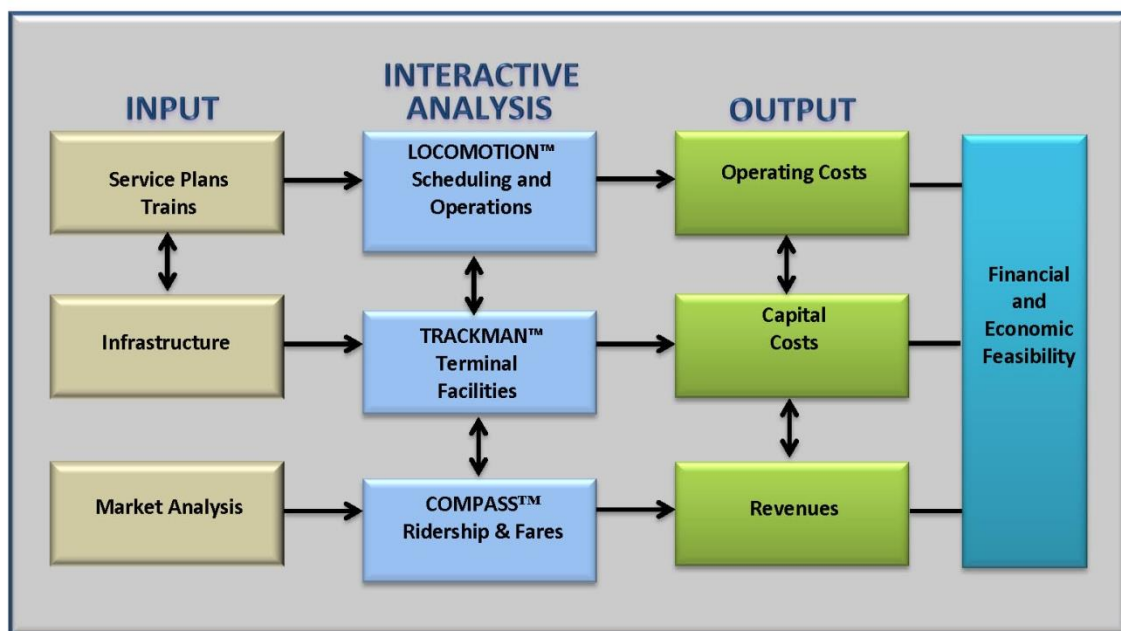 INPUT
INTERACTIVE
ANALYSIS
OUTPUT
Service Plans
Trains
LOCOMOTION™
Scheduling and
Operations
Operating Costs
Infrastructure
TRACKMAN™
Terminal
Facilities
Capital
Costs
Market Analysis
COMPASS™
Ridership & Fares
Revenues
Financial
and
Economic
Feasibility